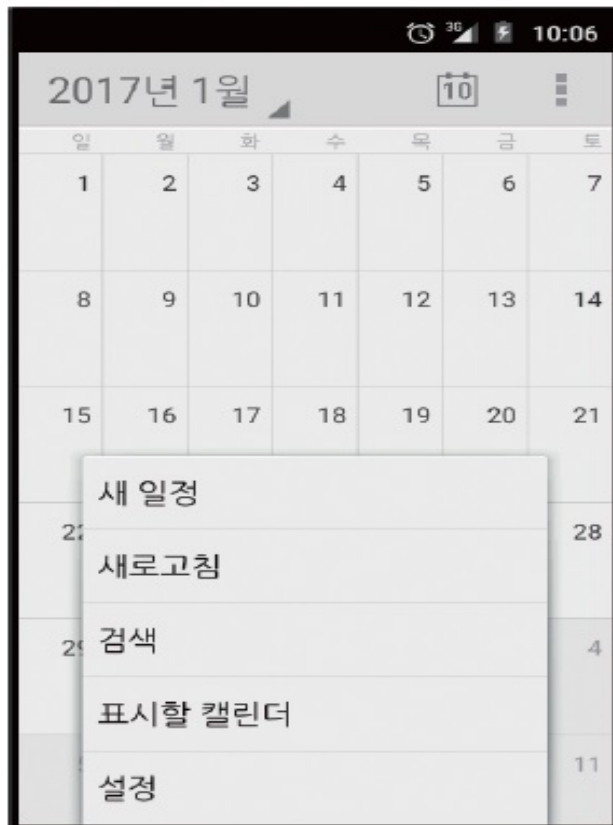 3G 10:06
2017년 1월 10
일 월 화 수 목 금 토
1 2 3 4 5 6 7
8 9 10 11 12 13 14
15 16 17 18 19 20 21
새 일정
28
새로고침
검색
4
표시할 캘린더
11
설정